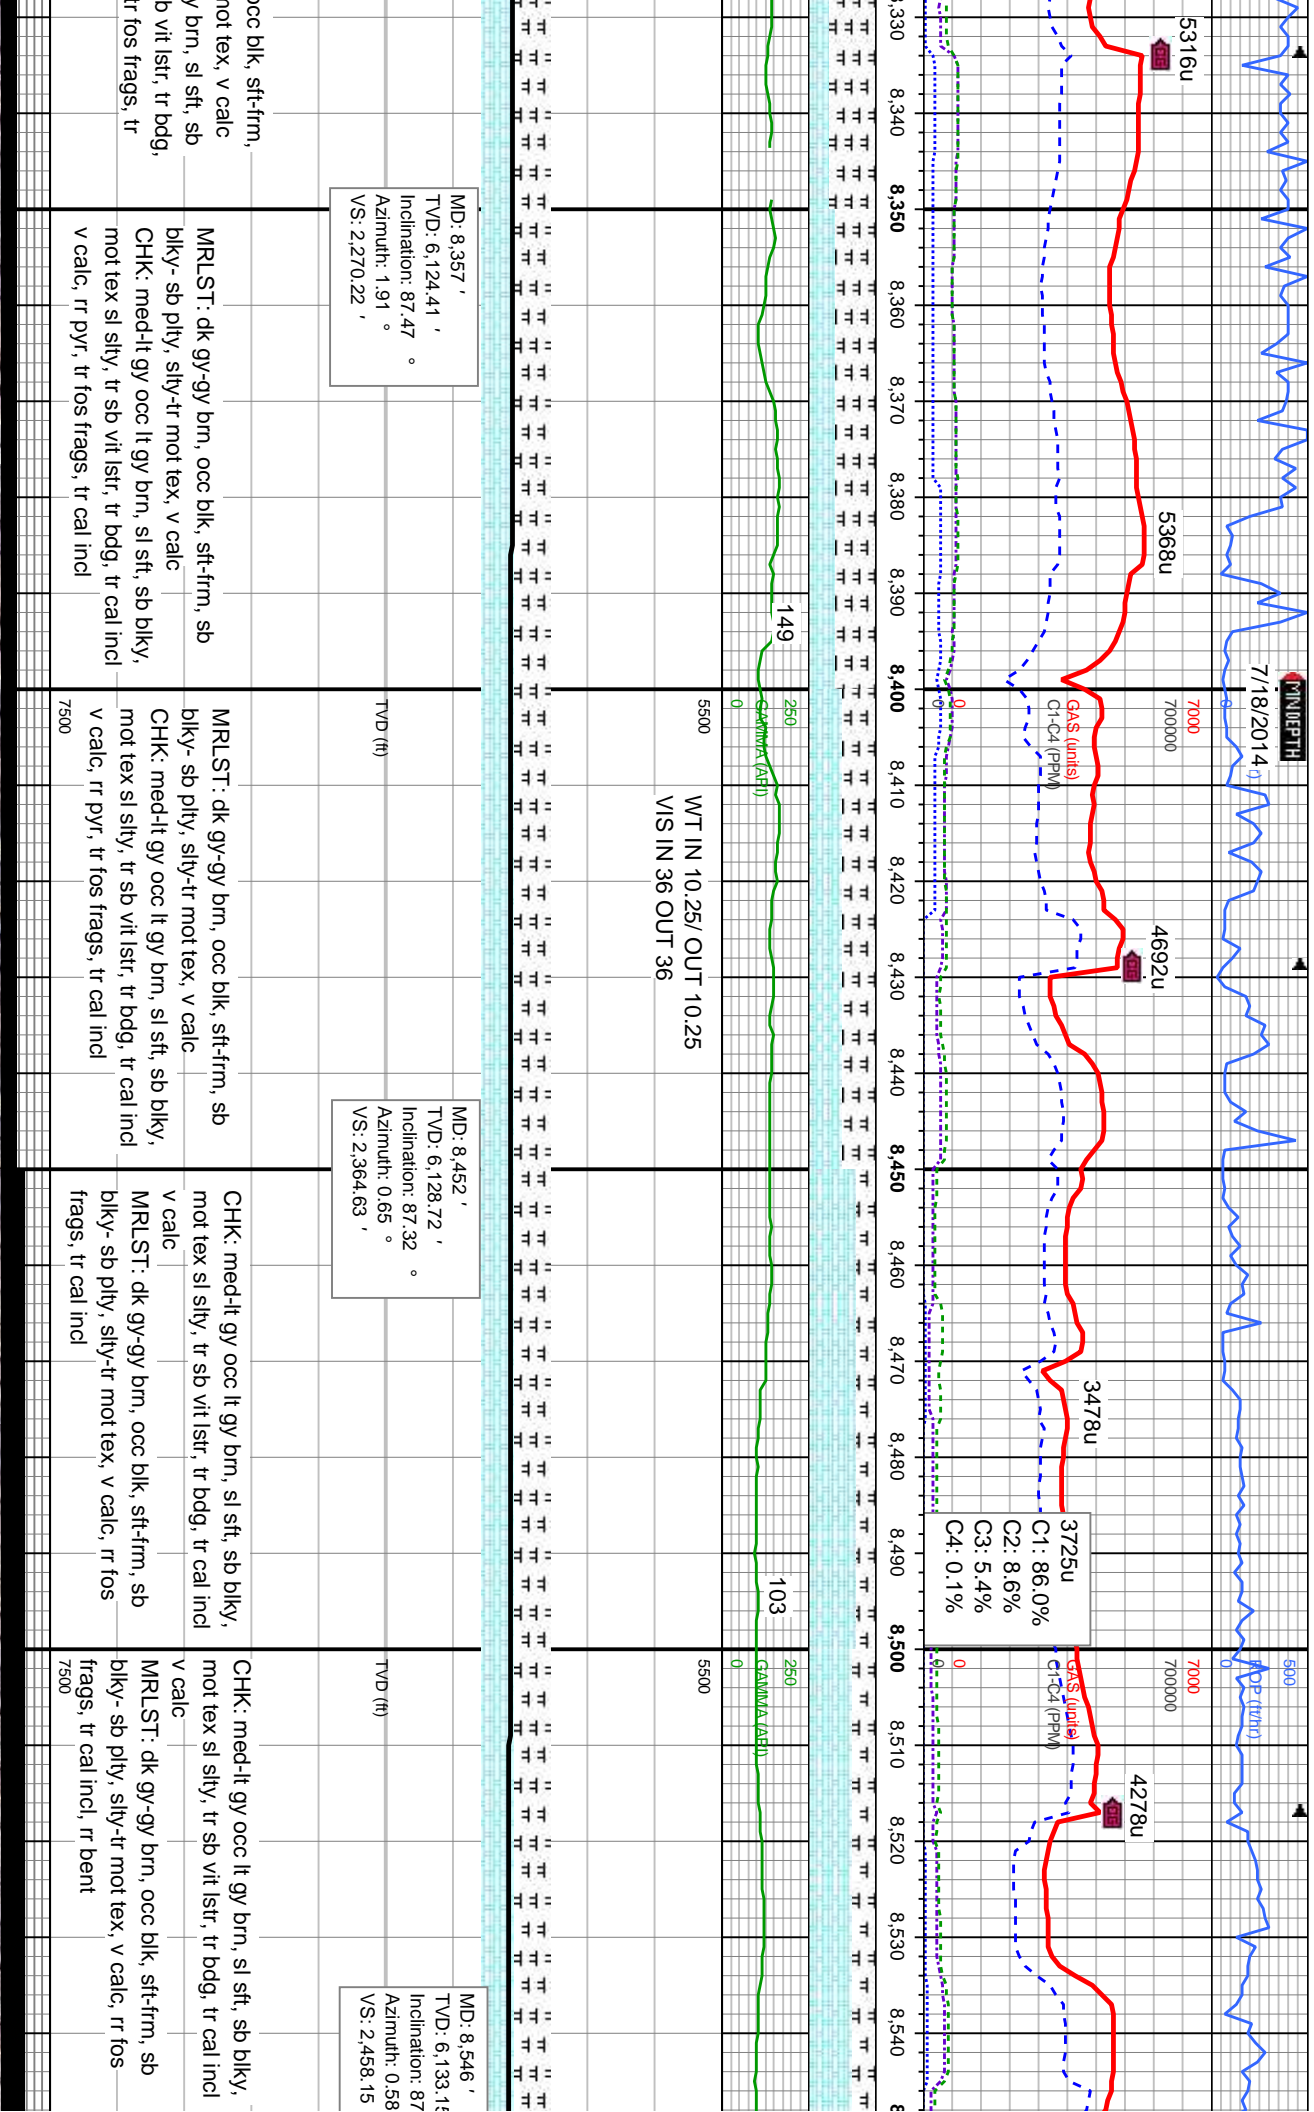 500
ROP (ft/hr)
0
MN DEPTH
7/18/2014
5316u
5368u
4692u
3478u
4278u
3725u
C1: 86.0%
C2: 8.6%
C3: 5.4%
C4: 0.1%
7000
700000
GAS (units)
C1-C4 (PPM)
0
0
7000
700000
GAS (units)
C1-C4 (PPM)
0
0
8,330
8,340
8,350
8,360
8,370
8,380
8,390
8,400
8,410
8,420
8,430
8,440
8,450
8,460
8,470
8,480
8,490
8,500
8,510
8,520
8,530
8,540
149
103
250
GAMMA (API)
0
250
GAMMA (API)
0
5500
5500
WT IN 10.25/ OUT 10.25
VIS IN 36 OUT 36
MD: 8,357 '
TVD: 6,124.41 '
Inclination: 87.47 °
Azimuth: 1.91 °
VS: 2,270.22 '
MD: 8,452 '
TVD: 6,128.72 '
Inclination: 87.32 °
Azimuth: 0.65 °
VS: 2,364.63 '
MD: 8,546 '
TVD: 6,133.15
Inclination: 87
Azimuth: 0.58
VS: 2,458.15
TVD (ft)
TVD (ft)
7500
7500
occ blk, sft-frm,
not tex, v calc
y brn, sl sft, sb
b vit lstr, tr bdg,
tr fos frags, tr
MRLST: dk gy-gy brn, occ blk, sft-frm, sb
blky- sb plty, slty-tr mot tex, v calc
CHK: med-lt gy occ lt gy brn, sl sft, sb blky,
mot tex sl slty, tr sb vit lstr, tr bdg, tr cal incl
v calc, rr pyr, tr fos frags, tr cal incl
MRLST: dk gy-gy brn, occ blk, sft-frm, sb
blky- sb plty, slty-tr mot tex, v calc
CHK: med-lt gy occ lt gy brn, sl sft, sb blky,
mot tex sl slty, tr sb vit lstr, tr bdg, tr cal incl
v calc, rr pyr, tr fos frags, tr cal incl
CHK: med-lt gy occ lt gy brn, sl sft, sb blky,
mot tex sl slty, tr sb vit lstr, tr bdg, tr cal incl
v calc
MRLST: dk gy-gy brn, occ blk, sft-frm, sb
blky- sb plty, slty-tr mot tex, v calc, rr fos
frags, tr cal incl
CHK: med-lt gy occ lt gy brn, sl sft, sb blky,
mot tex sl slty, tr sb vit lstr, tr bdg, tr cal incl
v calc
MRLST: dk gy-gy brn, occ blk, sft-frm, sb
blky- sb plty, slty-tr mot tex, v calc, rr fos
frags, tr cal incl, rr bent